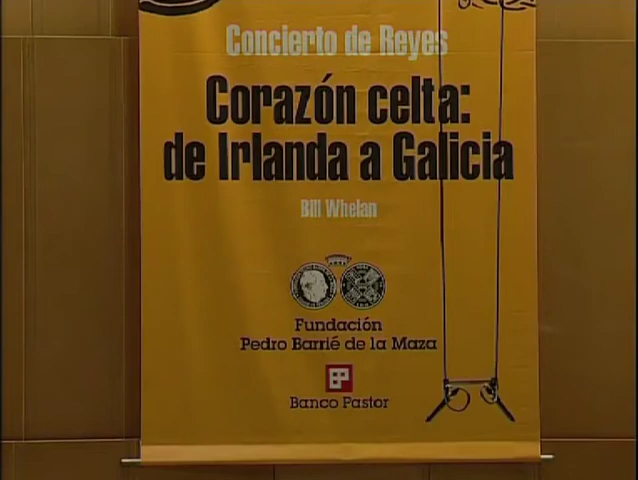 Concierto de Reyes
Corazón celta:
de Irlanda a Galicia
Bill Whelan
Fundación
Pedro Barrié de la Maza
Banco Pastor